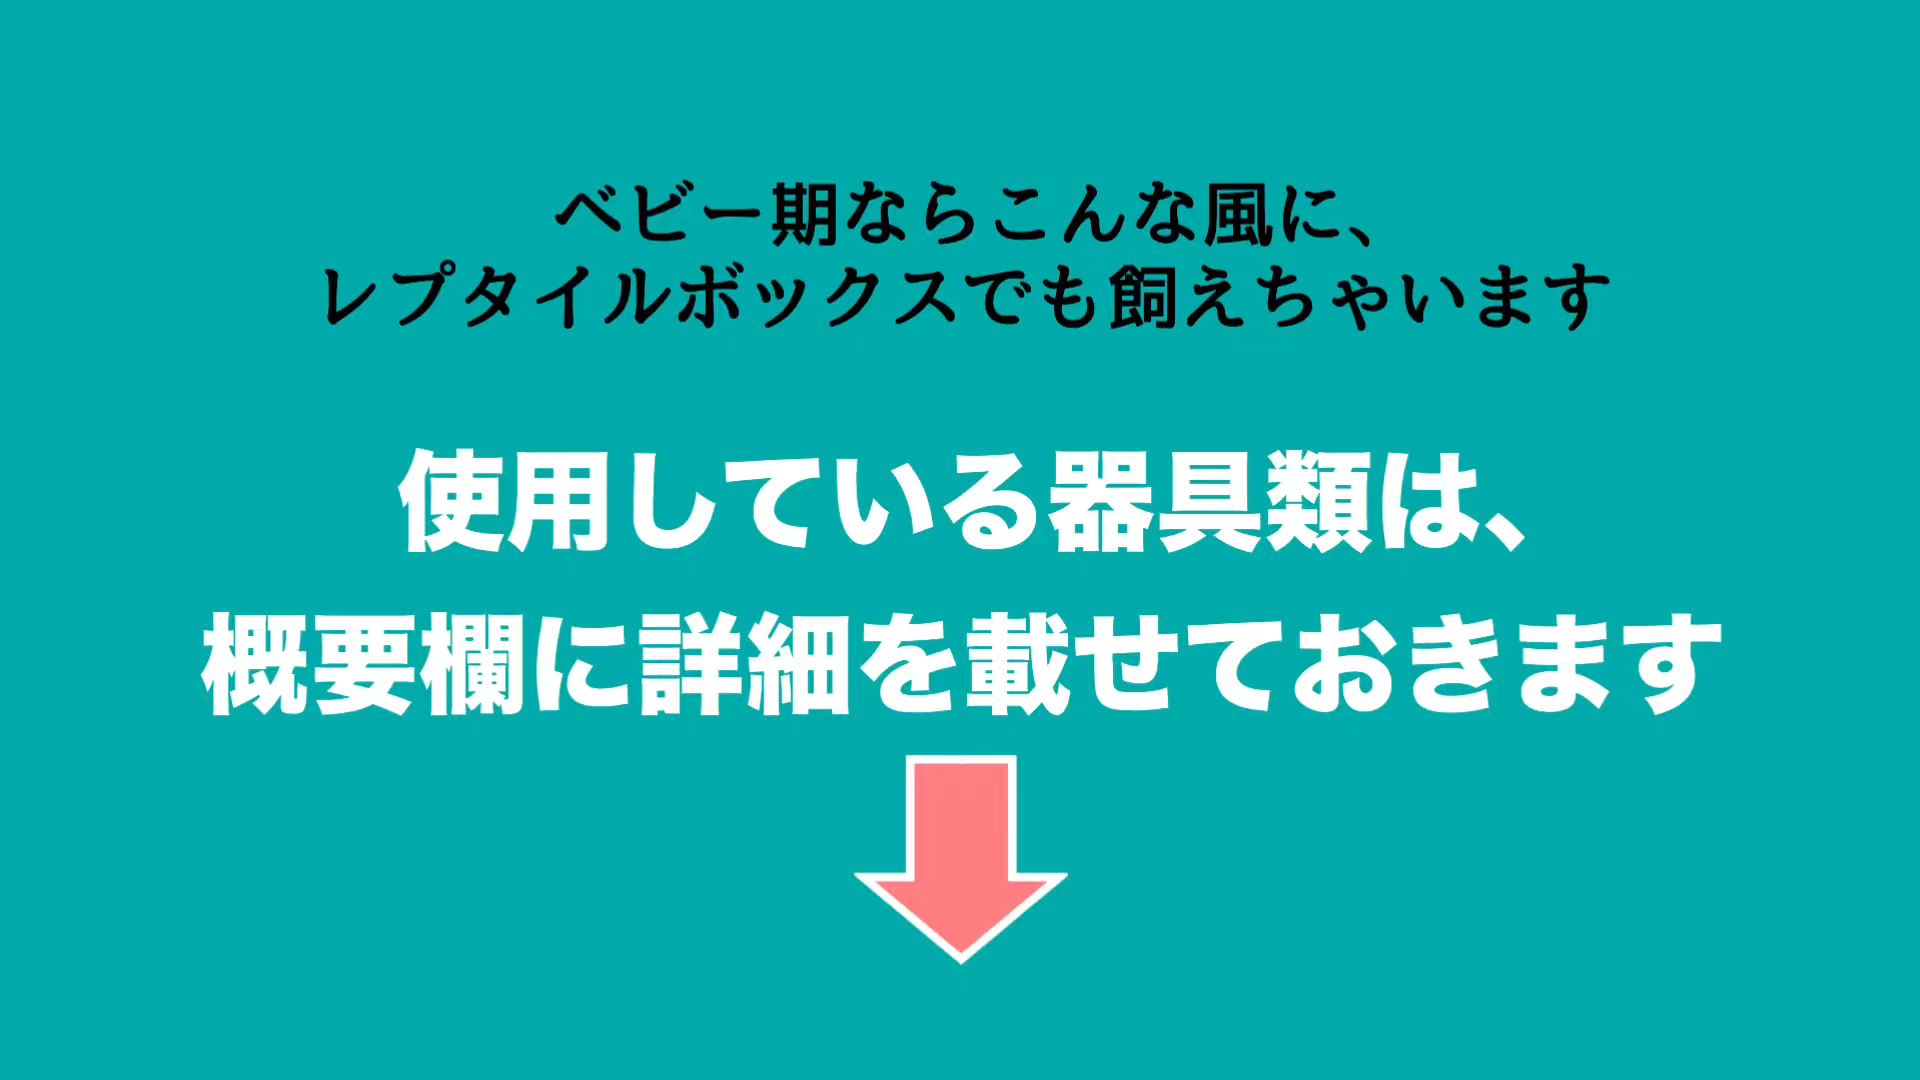 ベビー期ならこんな風に、
レプタイルボックスでも飼えちゃいます
使用している器具類は、
概要欄に詳細を載せておきます